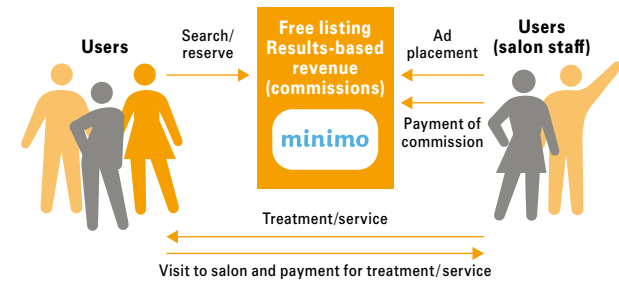 Users
Search/
reserve
Free listing
Results-based
revenue
(commissions)
minimo
Ad
placement
Payment of
commission
Users
(salon staff)
Treatment/service
Visit to salon and payment for treatment/service